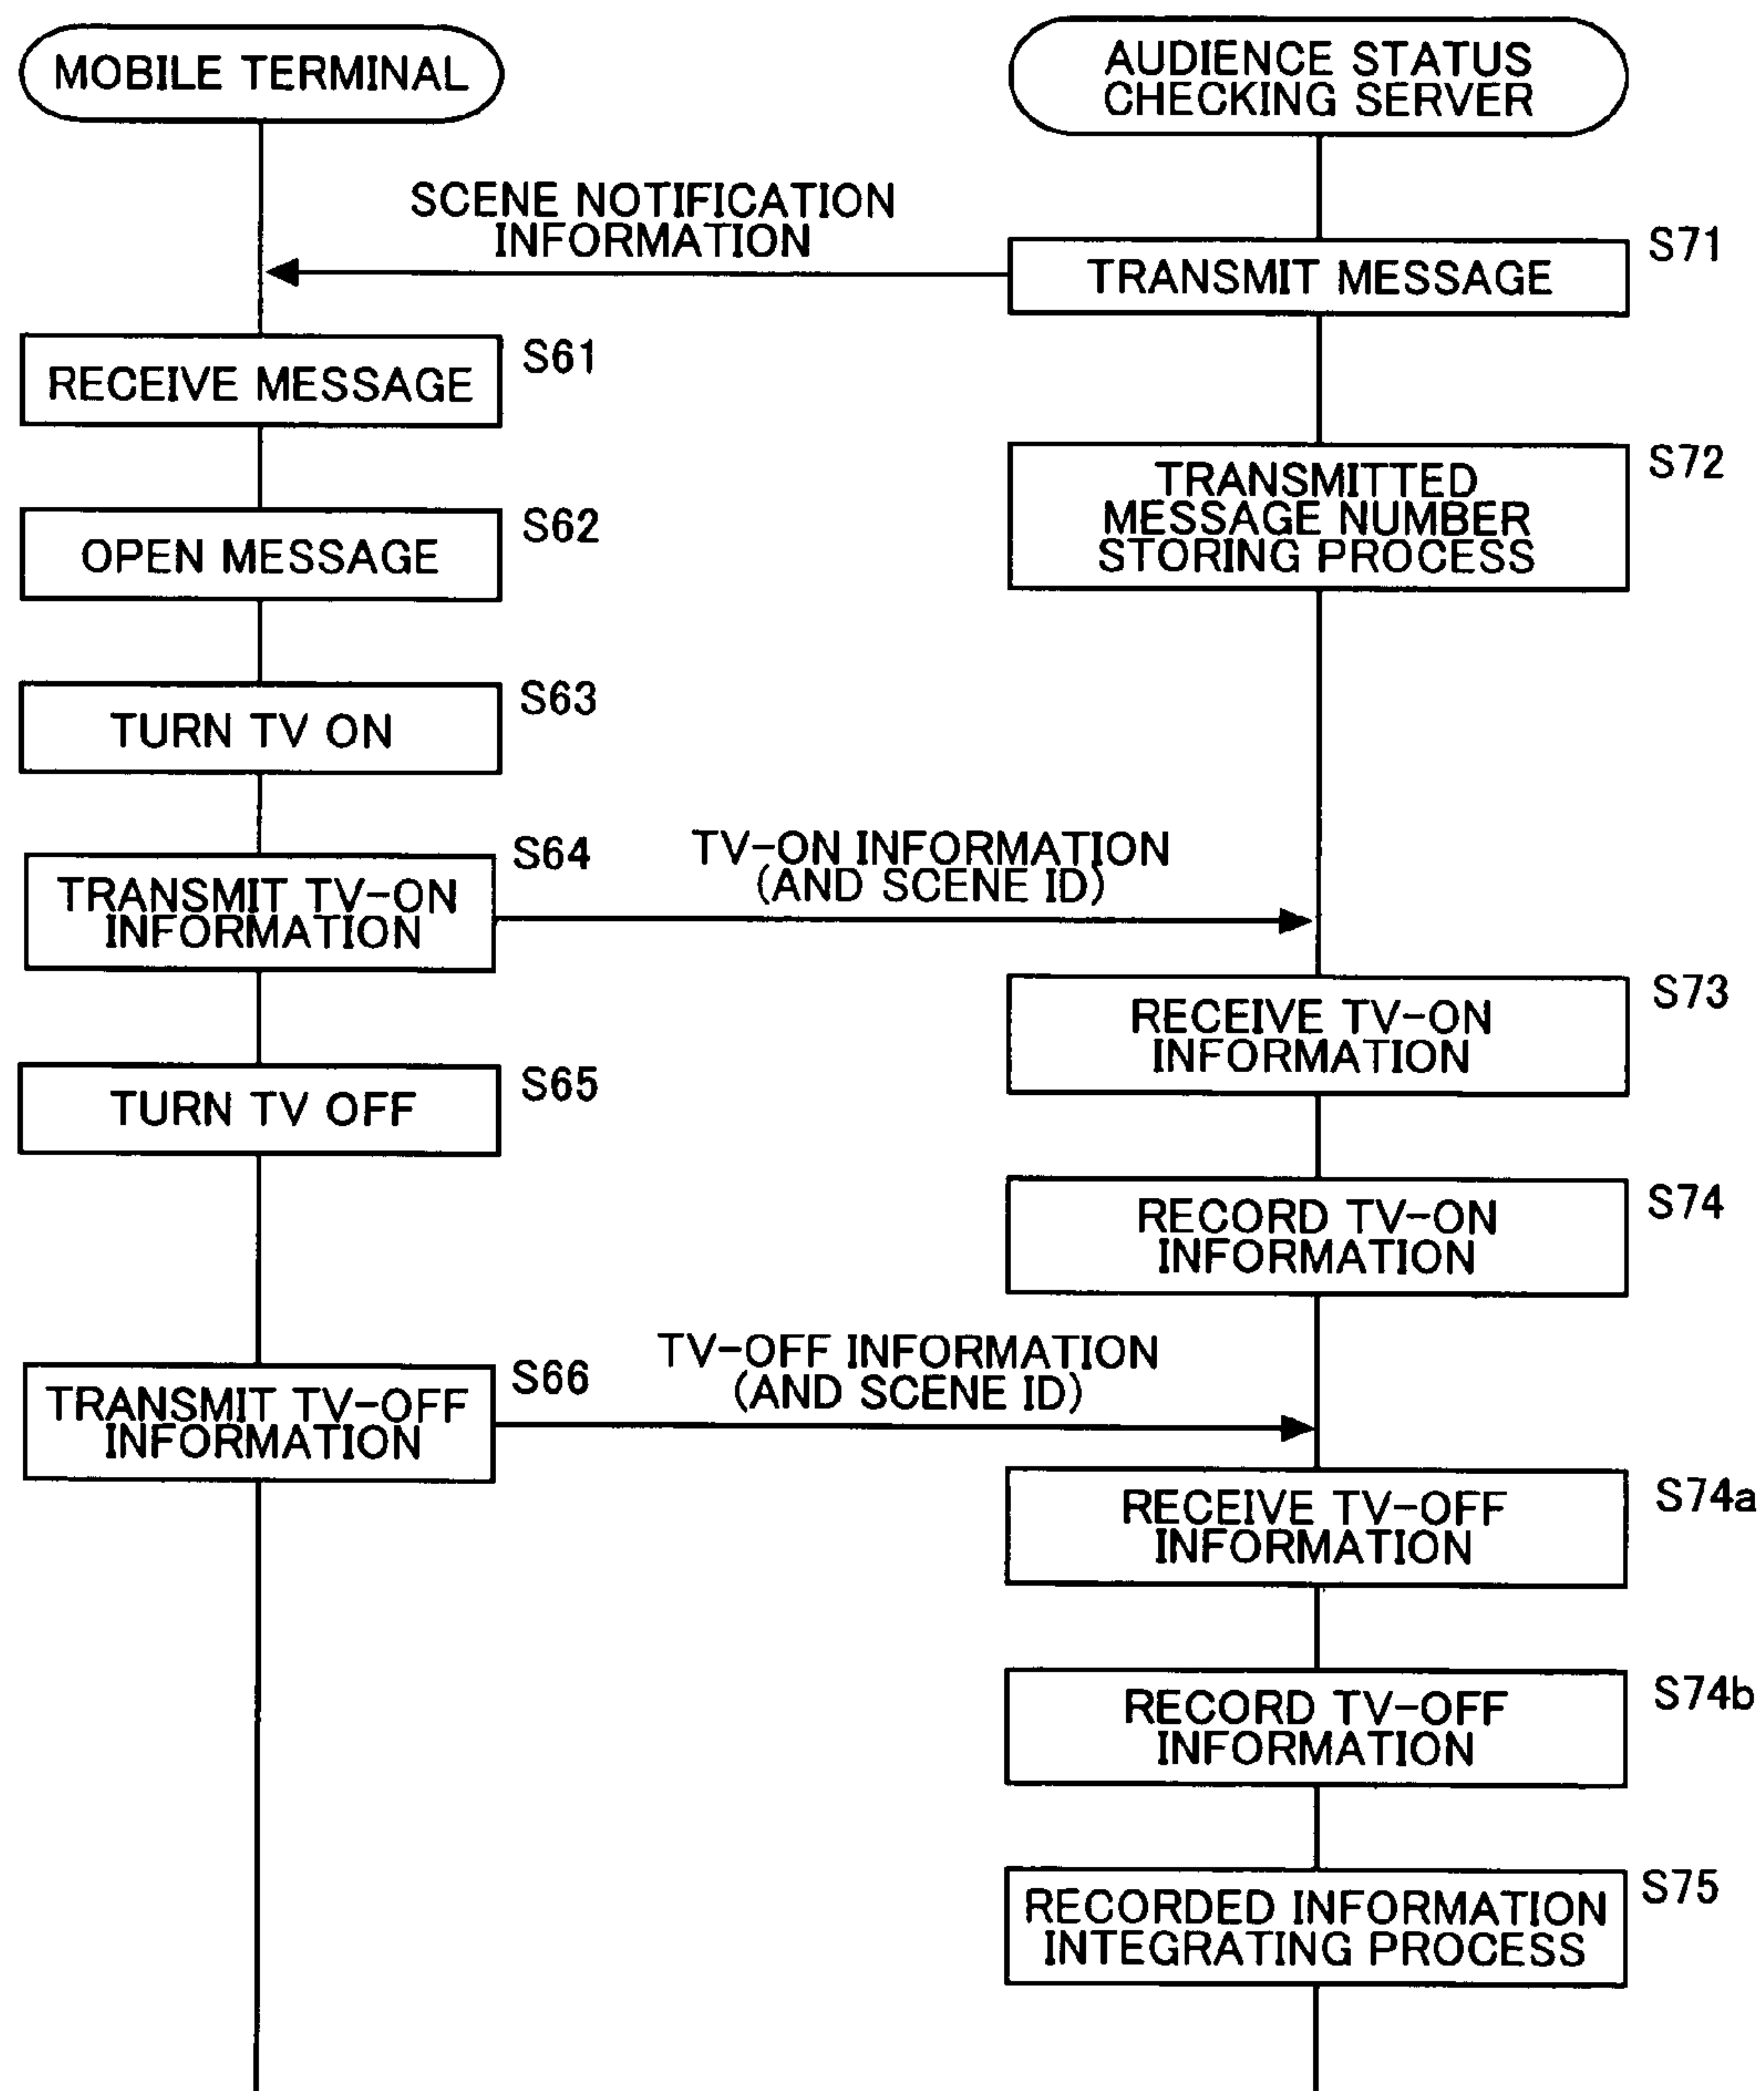 MOBILE TERMINAL
AUDIENCE STATUS
CHECKING SERVER
SCENE NOTIFICATION
INFORMATION
TRANSMIT MESSAGE
S71
RECEIVE MESSAGE
S61
TRANSMITTED
MESSAGE NUMBER
STORING PROCESS
S72
OPEN MESSAGE
S62
TURN TV ON
S63
TRANSMIT TV-ON
INFORMATION
S64
TV-ON INFORMATION
(AND SCENE ID)
RECEIVE TV-ON
INFORMATION
S73
TURN TV OFF
S65
RECORD TV-ON
INFORMATION
S74
TRANSMIT TV-OFF
INFORMATION
S66
TV-OFF INFORMATION
(AND SCENE ID)
RECEIVE TV-OFF
INFORMATION
S74a
RECORD TV-OFF
INFORMATION
S74b
RECORDED INFORMATION
INTEGRATING PROCESS
S75